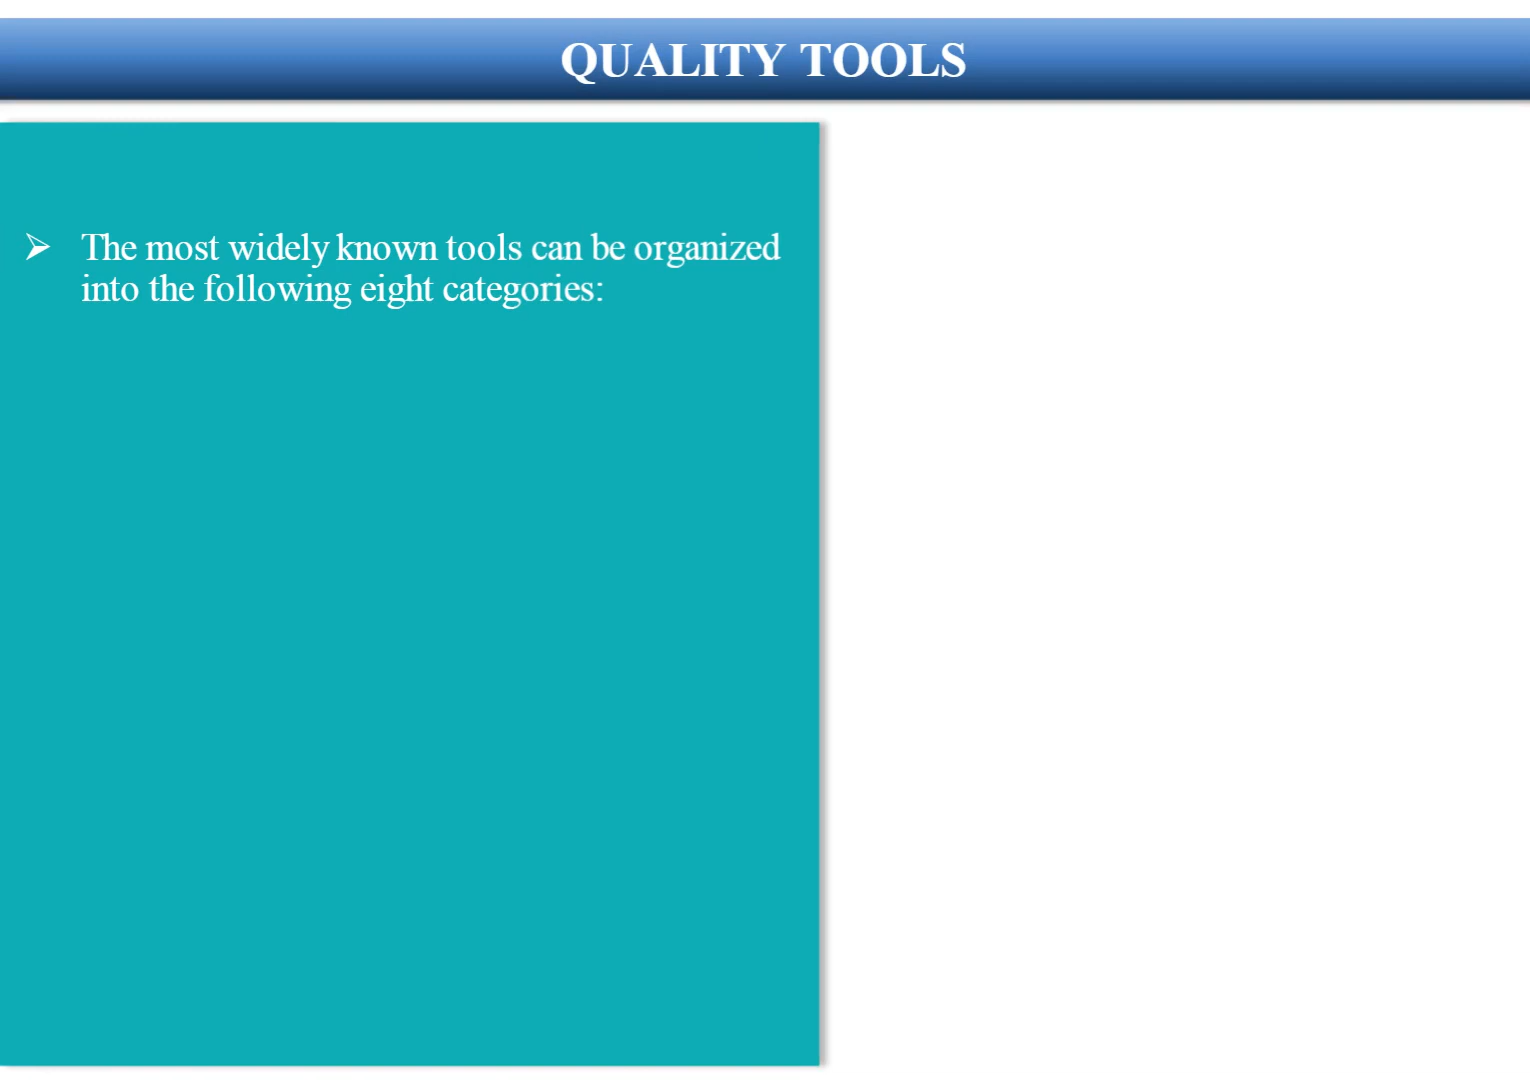 QUALITY TOOLS
➢ The most widely known tools can be organized
into the following eight categories: